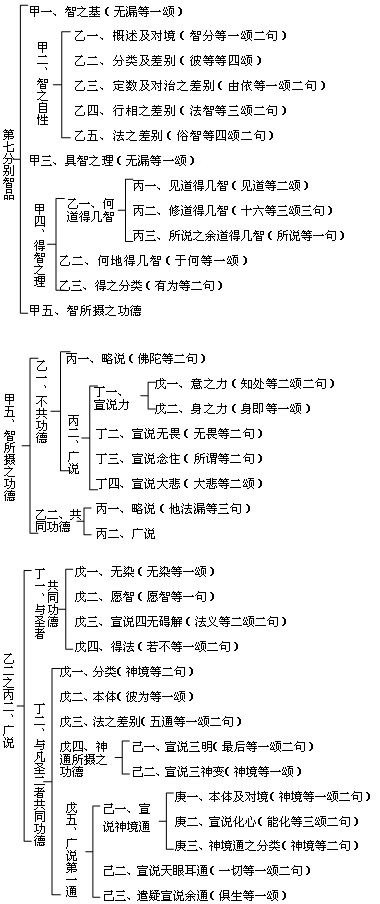 第七分别智品
甲一、智之基（无漏等一颂）
甲二、智之自性
乙一、概述及对境（智分等一颂二句）
乙二、分类及差别（彼等等四颂）
乙三、定数及对治之差别（由依等一颂二句）
乙四、行相之差别（法智等三颂二句）
乙五、法之差别（俗智等四颂二句）
甲三、具智之理（无漏等一颂）
甲四、得智之理
乙一、何道得几智
丙一、见道得几智（见道等二颂）
丙二、修道得几智（十六等三颂三句）
丙三、所说之余道得几智（所说等一句）
乙二、何地得几智（于何等一颂）
乙三、得之分类（有为等二句）
甲五、智所摄之功德
甲五、智所摄之功德
乙一、不共功德
丙一、略说（佛陀等二句）
丙二、广说
丁一、宣说力
戊一、意之力（知处等二颂二句）
戊二、身之力（身即等一颂）
丁二、宣说无畏（无畏等二句）
丁三、宣说念住（所谓等二句）
丁四、宣说大悲（大悲等二颂）
乙二、共同功德
丙一、略说（他法漏等三句）
丙二、广说
乙二之丙二、广说
丁一、与圣者共同功德
戊一、无染（无染等一颂）
戊二、愿智（愿智等一句）
戊三、宣说四无碍解（法义等二颂二句）
戊四、得法（若不等一颂二句）
丁二、与凡圣二者共同功德
戊一、分类（神境等二句）
戊二、本体（彼为等一颂）
戊三、法之差别（五通等一颂二句）
戊四、神通所摄之功德
己一、宣说三明（最后等一颂二句）
己二、宣说三神变（神境等一颂）
戊五、广说第一通
己一、宣说神境通
庚一、本体及对境（神境等一颂二句）
庚二、宣说化心（能化等三颂二句）
庚三、神境通之分类（神境等二句）
己二、宣说天眼耳通（一切等一颂二句）
己三、遣疑宣说余通（俱生等一颂）